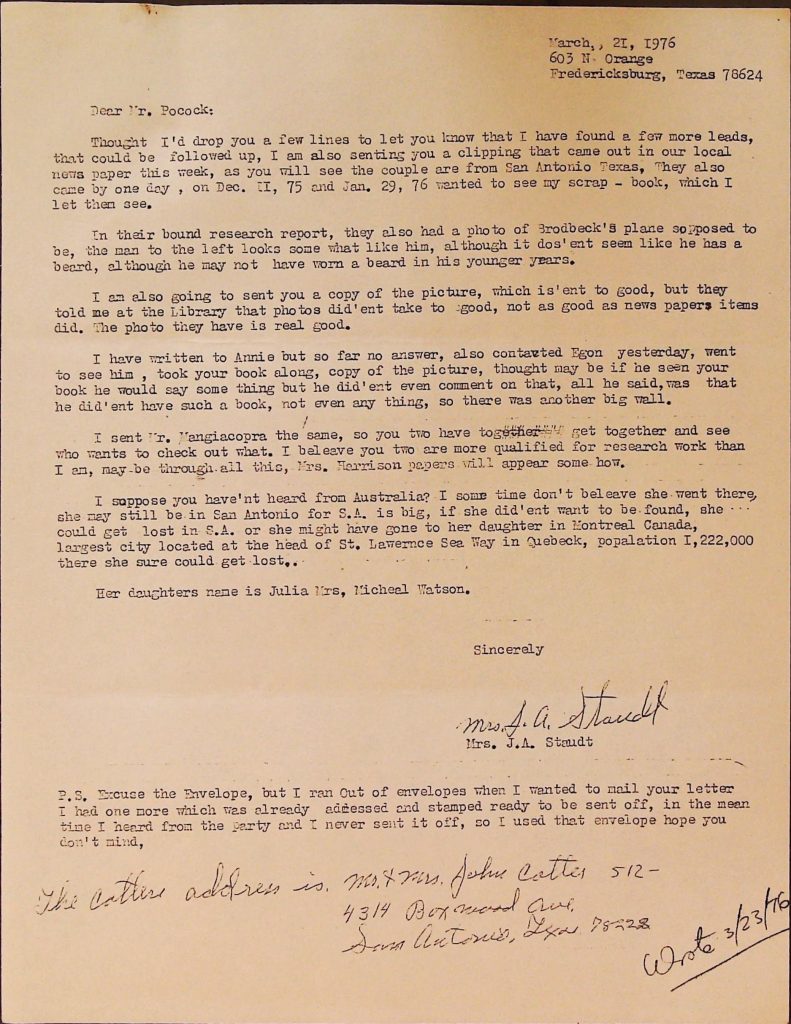 March,, 21, 1976
603 N. Orange
Fredericksburg, Texas 78624
Dear Mr. Pocock:
Thought I'd drop you a few lines to let you know that I have found a few more leads,
that could be followed up, I am also sending you a clipping that came out in our local
news paper this week, as you will see the couple are from San Antonio Texas, They also
came by one day , on Dec. II, 75 and Jan. 29, 76 wanted to see my scrap - book, which I
let them see.
In their bound research report, they also had a photo of Brodbeck's plane sopposed to
be, the man to the left looks some what like him, although it dos'ent seem like he has a
beard, although he may not have worn a beard in his younger years.
I am also going to sent you a copy of the picture, which is'ent to good, but they
told me at the Library that photos did'ent take to good, not as good as news papers items
did. The photo they have is real good.
I have written to Annie but so far no answer, also contavted Egon yesterday, went
to see him , took your book along, copy of the picture, thought may be if he seen your
book he would say some thing but he did'ent even comment on that, all he said,was that
he did'ent have such a book, not even any thing, so there was another big wall.
I sent Mr. Mangiacopra the same, so you two have together get together and see
who wants to check out what. I beleave you two are more qualified for research work than
I am, may-be through all this, Mrs. Harrison papers will appear some how.
I suppose you have'nt heard from Australia? I some time don't beleave she went there,
she may still be in San Antonio for S.A. is big, if she did'ent want to be found, she
could get lost in S.A. or she might have gone to her daughter in Montreal Canada,
largest city located at the head of St. Lawernce Sea Way in Quebeck, popalation I,222,000
there she sure could get lost..
Her daughters name is Julia Mrs, Micheal Watson.
Sincerely
Mrs. J. A. Staudt
Mrs. J.A. Staudt
P.S. Excuse the Envelope, but I ran Out of envelopes when I wanted to mail your letter
I had one more which was already addessed and stamped ready to be sent off, in the mean
time I heard from the party and I never sent it off, so I used that envelope hope you
don't mind,
The address is. Mr. & Mrs. John Cotter 512-
4314 Boxwood Ave.
San Antonio, Texas 78228
Wrote 3/23/76